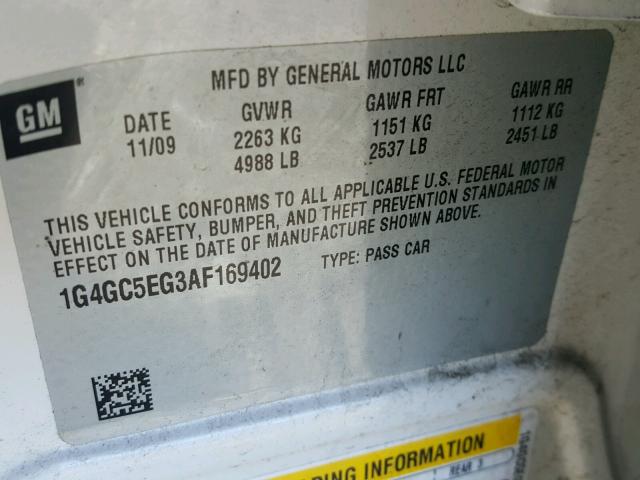 GM
MFD BY GENERAL MOTORS LLC
DATE GVWR GAWR FRT GAWR RR
11/09 2263 KG 1151 KG 1112 KG
4988 LB 2537 LB 2451 LB
THIS VEHICLE CONFORMS TO ALL APPLICABLE U.S. FEDERAL MOTOR
VEHICLE SAFETY, BUMPER, AND THEFT PREVENTION STANDARDS IN
EFFECT ON THE DATE OF MANUFACTURE SHOWN ABOVE.
1G4GC5EG3AF169402 TYPE: PASS CAR
INFORMATION
REAR 3